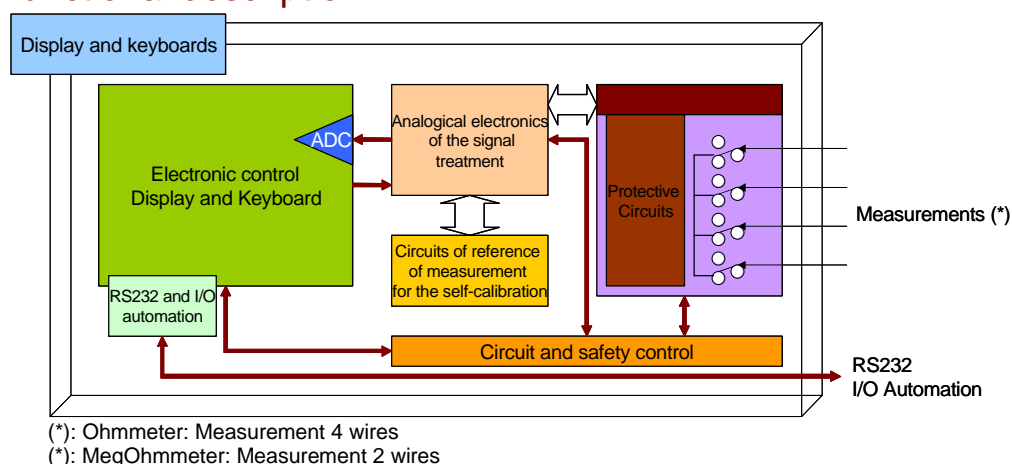 Functional description
Display and keyboards
ADC
Analogical electronics
of the signal
treatment
Electronic control
Display and Keyboard
Protective
Circuits
Measurements (*)
Circuits of reference
of measurement
for the self-calibration
RS232 and I/O
automation
Circuit and safety control
RS232
I/O Automation
(*): Ohmmeter: Measurement 4 wires
(*): MegOhmmeter: Measurement 2 wires